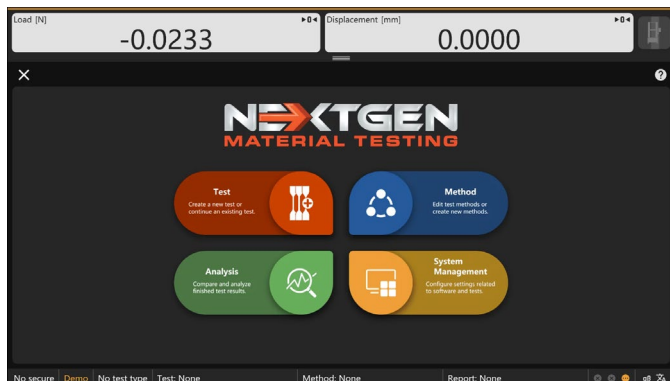 Load [N]
▸0◂
-0.0233
Displacement [mm]
▸0◂
0.0000
NEXTGEN
MATERIAL TESTING
Test
Create a new test or
continue an existing test.
Method
Edit test methods or
create new methods.
Analysis
Compare and analyze
finished test results.
System
Management
Configure settings related
to software and tests.
No secure
Demo
No test type
Test: None
Method: None
Report: None